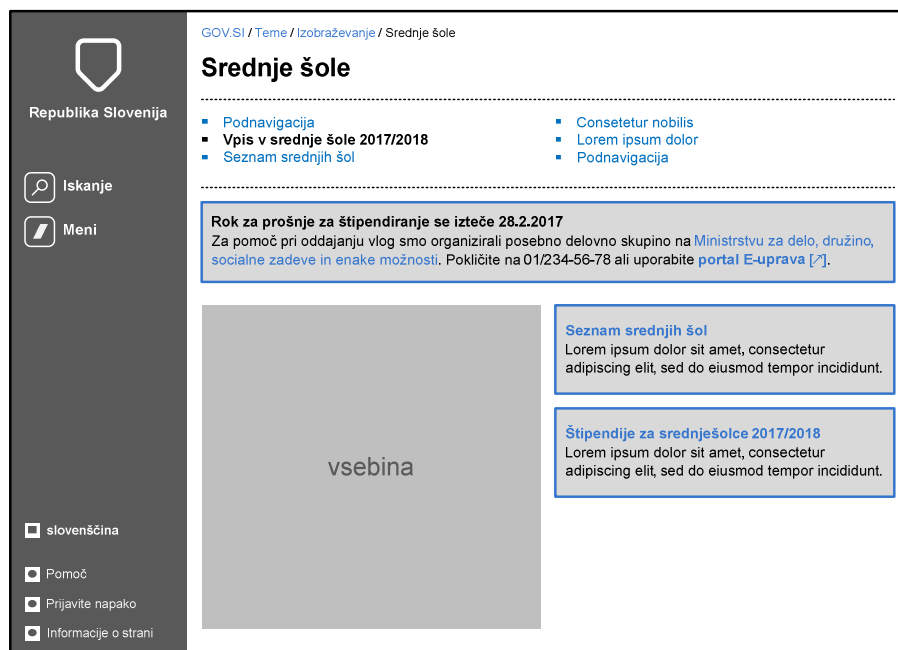 Republika Slovenija
Iskanje
Meni
slovenščina
Pomoč
Prijavite napako
Informacije o strani
GOV.SI / Teme / Izobraževanje / Srednje šole
Srednje šole
Podnavigacija
Vpis v srednje šole 2017/2018
Seznam srednjih šol
Consetetur nobilis
Lorem ipsum dolor
Podnavigacija
Rok za prošnje za štipendiranje se izteče 28.2.2017
Za pomoč pri oddajanju vlog smo organizirali posebno delovno skupino na Ministrstvu za delo, družino,
socialne zadeve in enake možnosti. Pokličite na 01/234-56-78 ali uporabite portal E-uprava [↗].
vsebina
Seznam srednjih šol
Lorem ipsum dolor sit amet, consectetur
adipiscing elit, sed do eiusmod tempor incididunt.
Štipendije za srednješolce 2017/2018
Lorem ipsum dolor sit amet, consectetur
adipiscing elit, sed do eiusmod tempor incididunt.